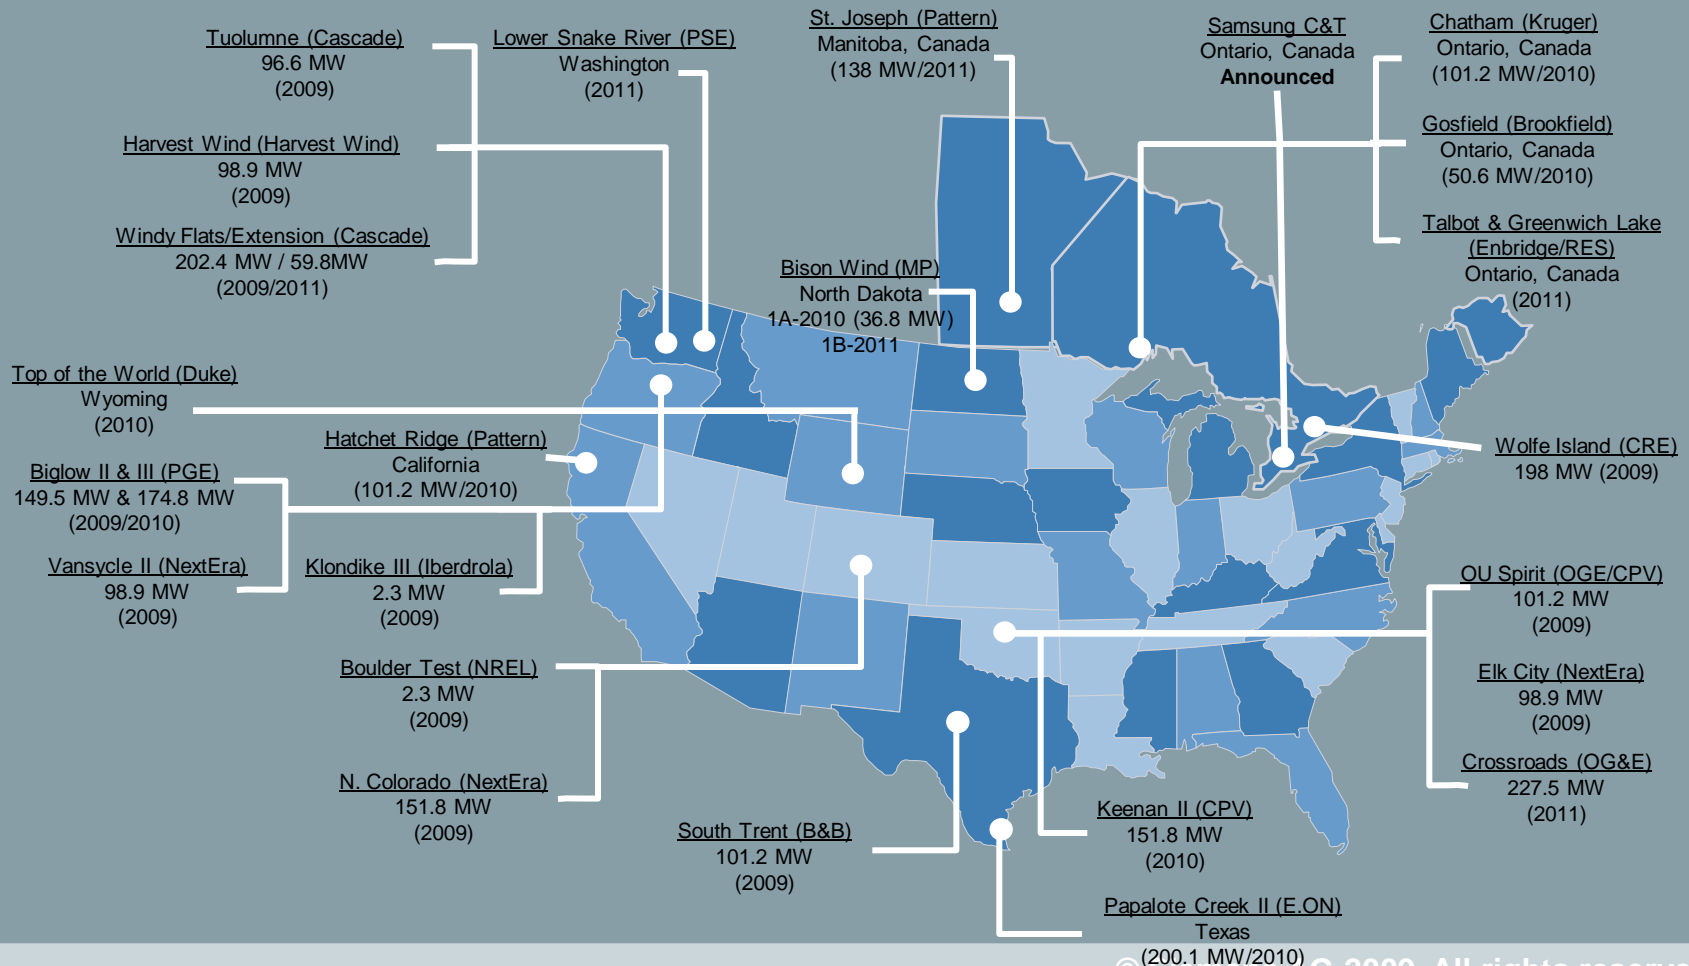 Tuolumne (Cascade)
96.6 MW
(2009)
Harvest Wind (Harvest Wind)
98.9 MW
(2009)
Windy Flats/Extension (Cascade)
202.4 MW / 59.8MW
(2009/2011)
Lower Snake River (PSE)
Washington
(2011)
St. Joseph (Pattern)
Manitoba, Canada
(138 MW/2011)
Samsung C&T
Ontario, Canada
Announced
Chatham (Kruger)
Ontario, Canada
(101.2 MW/2010)
Gosfield (Brookfield)
Ontario, Canada
(50.6 MW/2010)
Talbot & Greenwich Lake
(Enbridge/RES)
Ontario, Canada
(2011)
Bison Wind (MP)
North Dakota
1A-2010 (36.8 MW)
1B-2011
Top of the World (Duke)
Wyoming
(2010)
Hatchet Ridge (Pattern)
California
(101.2 MW/2010)
Biglow II & III (PGE)
149.5 MW & 174.8 MW
(2009/2010)
Vansycle II (NextEra)
98.9 MW
(2009)
Klondike III (Iberdrola)
2.3 MW
(2009)
Wolfe Island (CRE)
198 MW (2009)
OU Spirit (OGE/CPV)
101.2 MW
(2009)
Elk City (NextEra)
98.9 MW
(2009)
Crossroads (OG&E)
227.5 MW
(2011)
Boulder Test (NREL)
2.3 MW
(2009)
N. Colorado (NextEra)
151.8 MW
(2009)
South Trent (B&B)
101.2 MW
(2009)
Keenan II (CPV)
151.8 MW
(2010)
Papalote Creek II (E.ON)
Texas
(200.1 MW/2010)
© 2009. All rights